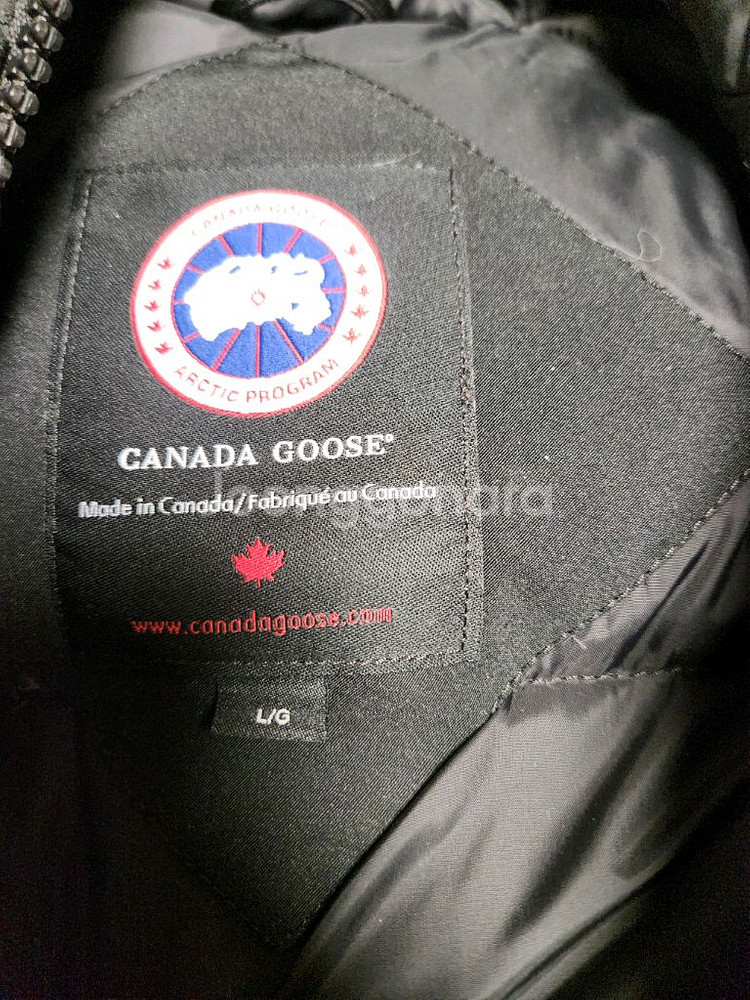 CANADA GOOSE
ARCTIC PROGRAM
CANADA GOOSE®
Made in Canada/Fabriqué au Canada
www.canadagoose.com
L/G